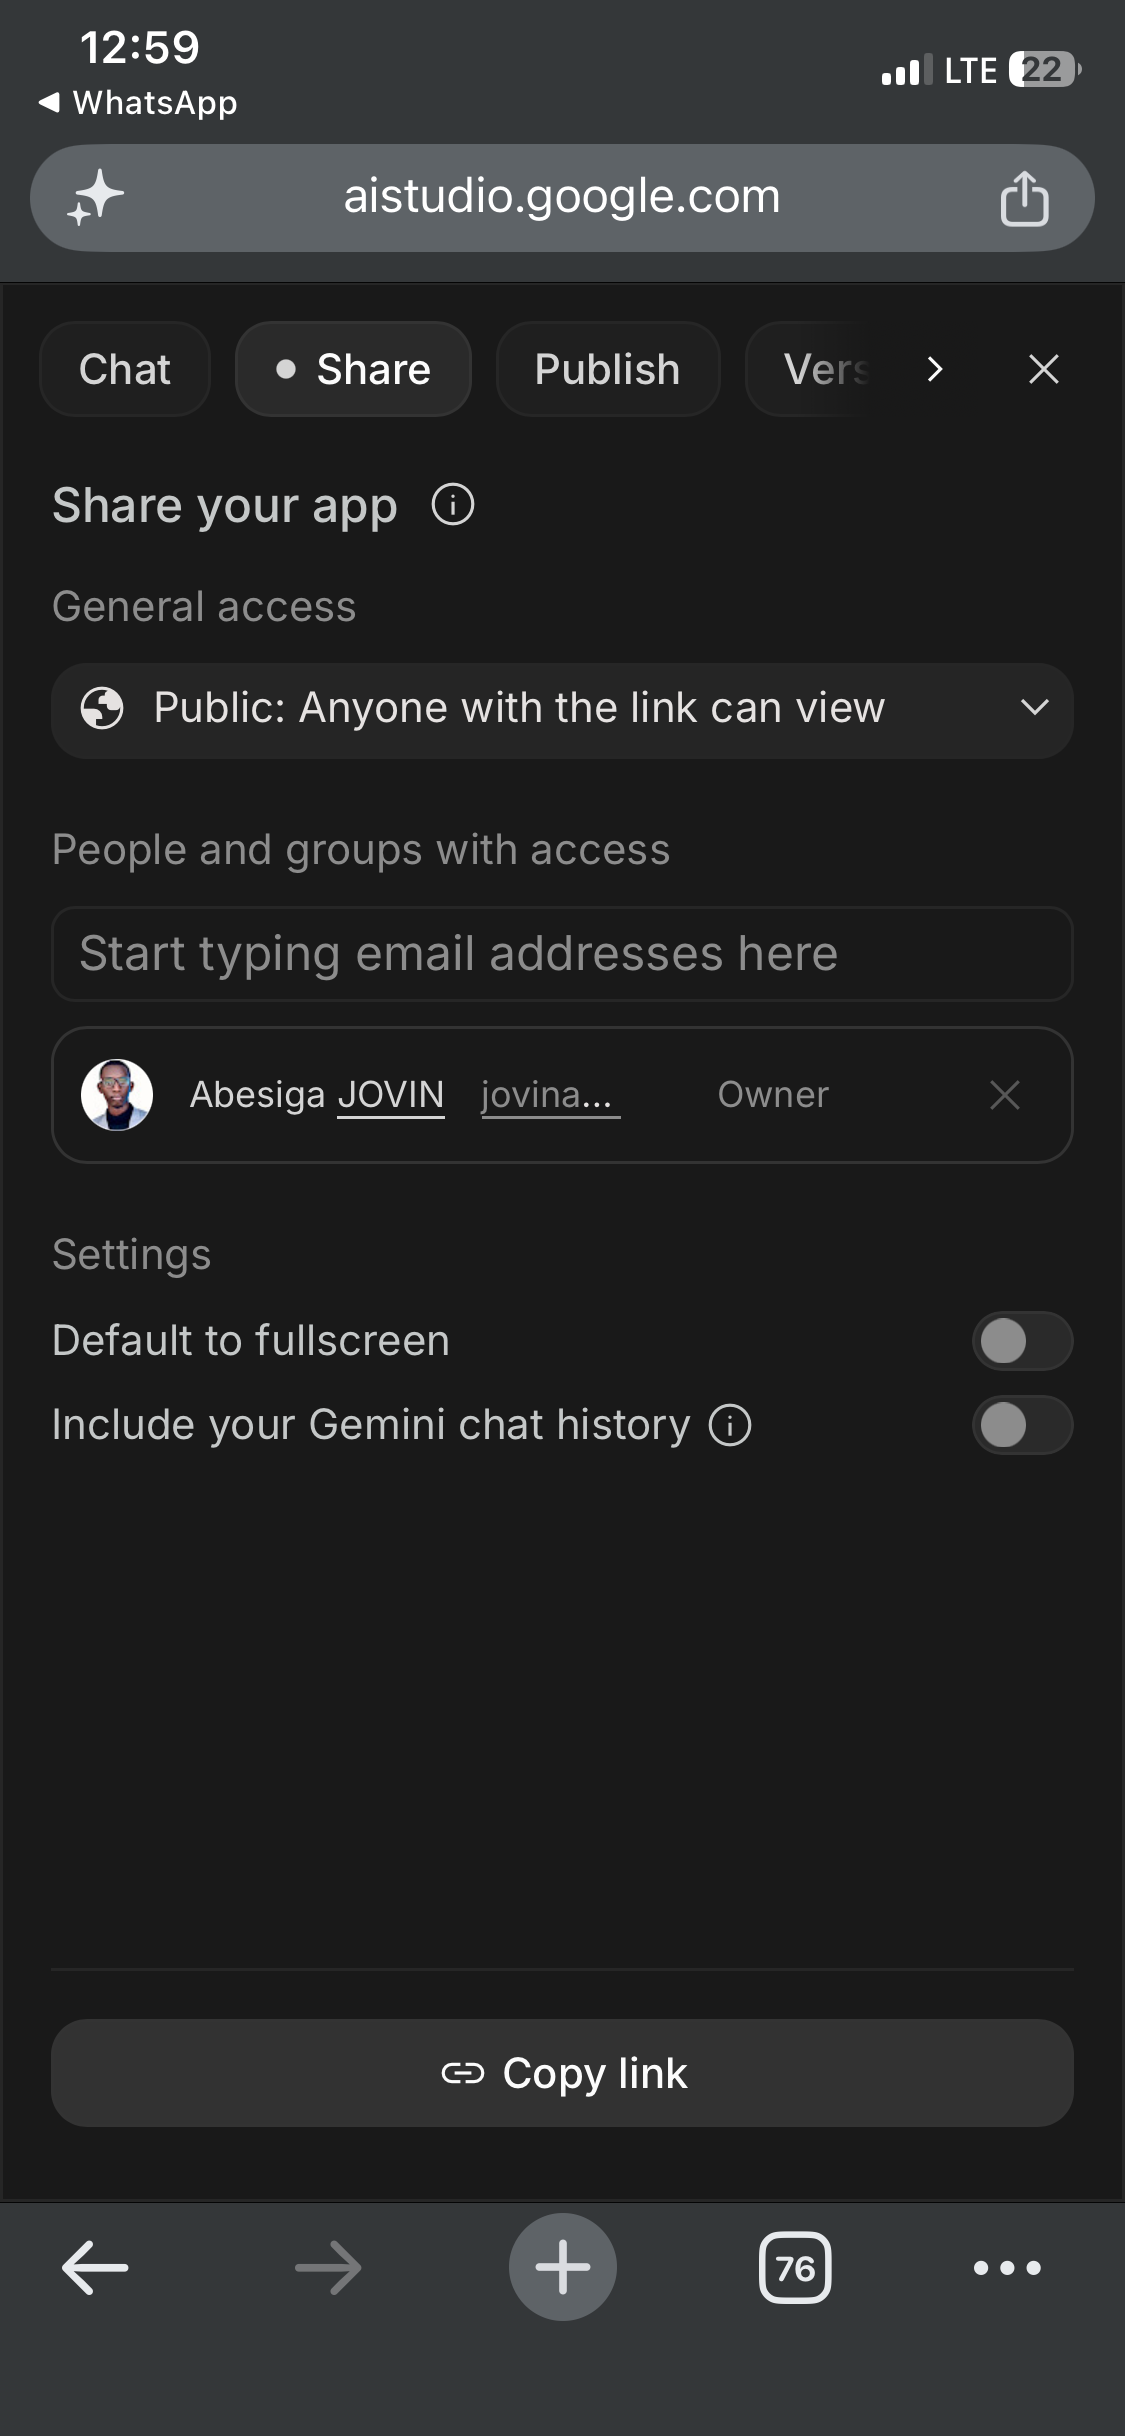 12:59
LTE 22
WhatsApp
aistudio.google.com
Chat Share Publish Vers
Share your app
General access
Public: Anyone with the link can view
People and groups with access
Start typing email addresses here
Abesiga JOVIN jovina... Owner
Settings
Default to fullscreen
Include your Gemini chat history
Copy link
76